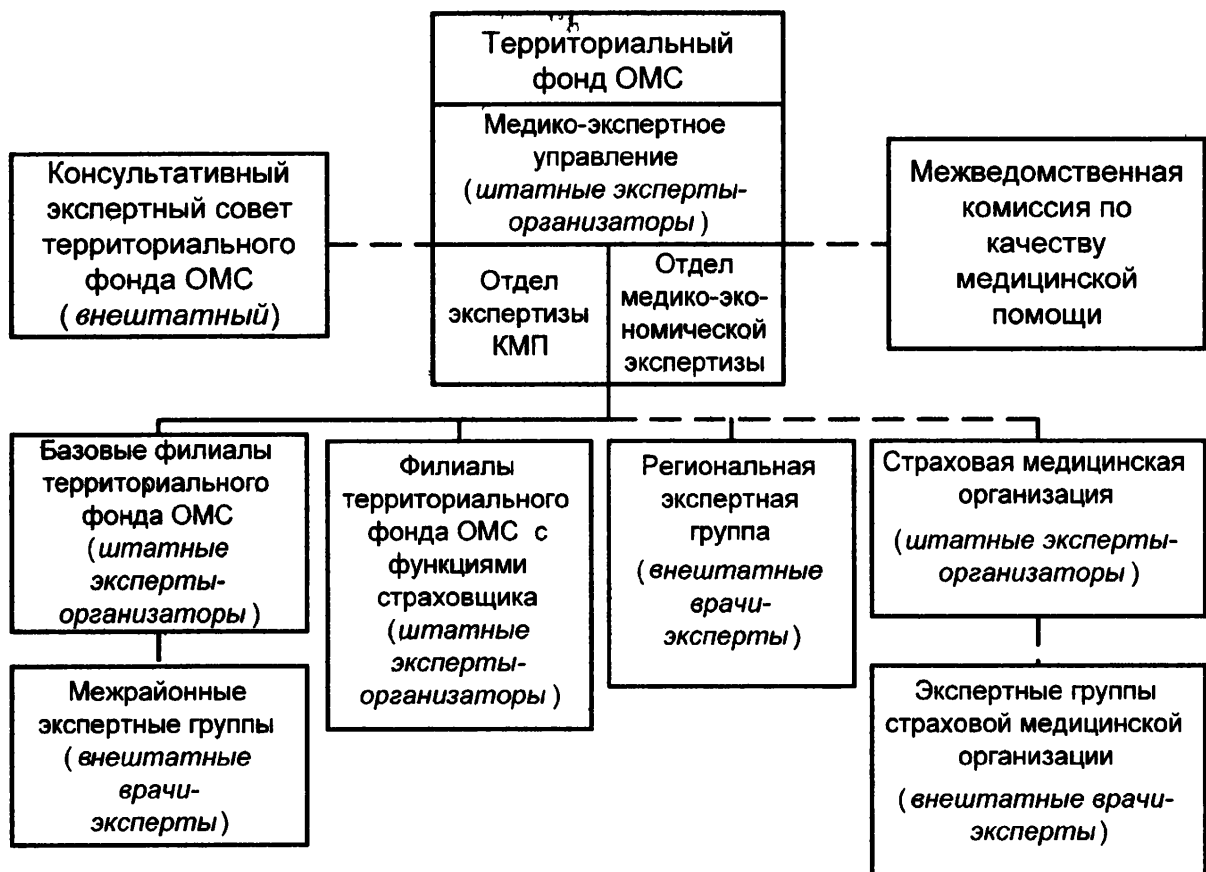 Территориальный
фонд ОМС
Медико-экспертное
управление
(штатные эксперты-
организаторы)
Консультативный
экспертный совет
территориального
фонда ОМС
(внештатный)
Межведомственная
комиссия по
качеству
медицинской
помощи
Отдел
экспертизы
КМП
Отдел
медико-эко-
номической
экспертизы
Базовые филиалы
территориального
фонда ОМС
(штатные
эксперты-
организаторы)
Филиалы
территориального
фонда ОМС с
функциями
страховщика
(штатные
эксперты-
организаторы)
Региональная
экспертная
группа
(внештатные
врачи-
эксперты)
Страховая медицинская
организация
(штатные эксперты-
организаторы)
Межрайонные
экспертные группы
(внештатные
врачи-
эксперты)
Экспертные группы
страховой медицинской
организации
(внештатные врачи-
эксперты)